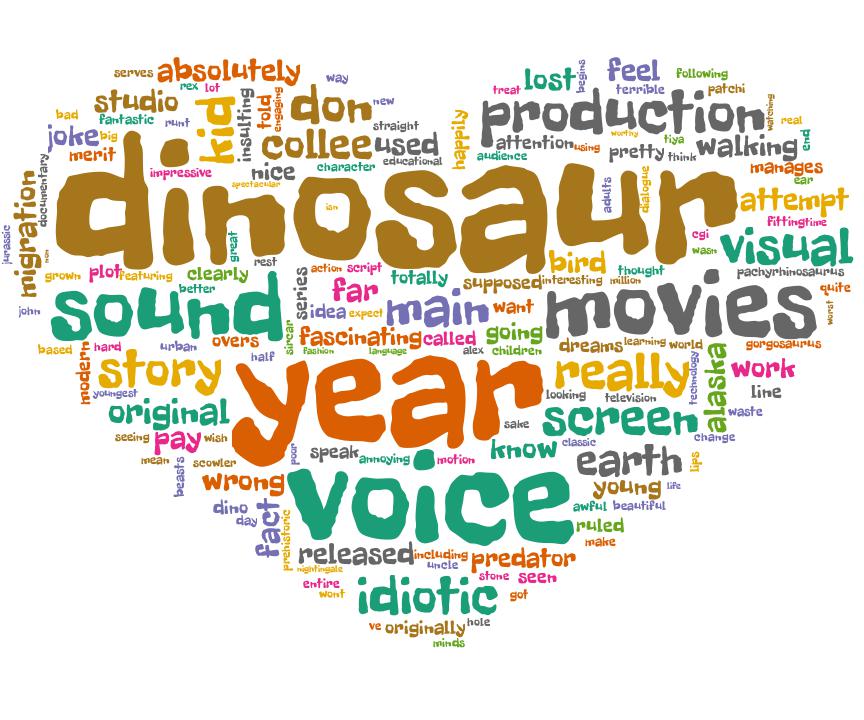 serves absolutely way lost begins feel following
rex lot treat terrible patchi
studio kid insulting told engaging don new production watching
bad fantastic runt straight happily worthy real
joke big collee used attention using tiya walking end
merit nice character educational audience pretty think manages
documentary impressive spectacular adults dialogue ear
dinosaur
isn attempt
migration great cgi fittingtime
jurassic non rest wasn visual
grown plot featuring clearly series action script totally bird thought pachyrhinosaurus
better far supposed interesting million quite
sound idea expect main want movies worst
john sircar fascinating called going
based hard urban overs fashion language alex children dreams learning world gorgosaurus
modern story half year really technology alaska work
youngest looking television line
original sake screen waste
seeing pay wish poor speak know classic change
mean beasts scowler annoying motion earth lips
wrong voice young life
dino fact awful beautiful
day prehistoric ruled
released including predator make
nightingale uncle
entire stone seen
wont idiotic got
ve originally hole
minds